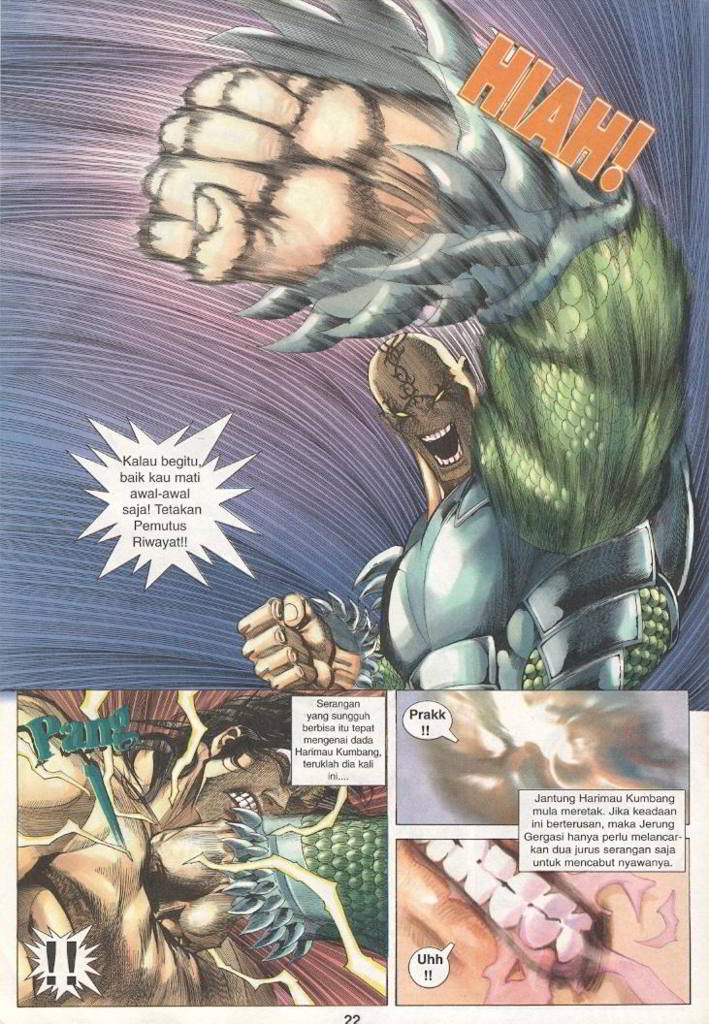 HIAH!
Kalau begitu,
baik kau mati
awal-awal
saja! Tetakan
Pemutus
Riwayat!!
Pang
!
Serangan
yang sungguh
berbisa itu tepat
mengenai dada
Harimau Kumbang,
teruklah dia kali
ini....
!!
Prakk
!!
Jantung Harimau Kumbang
mula meretak. Jika keadaan
ini berterusan, maka Jerung
Gergasi hanya perlu melancar-
kan dua jurus serangan saja
untuk mencabut nyawanya.
Uhh
!!
22